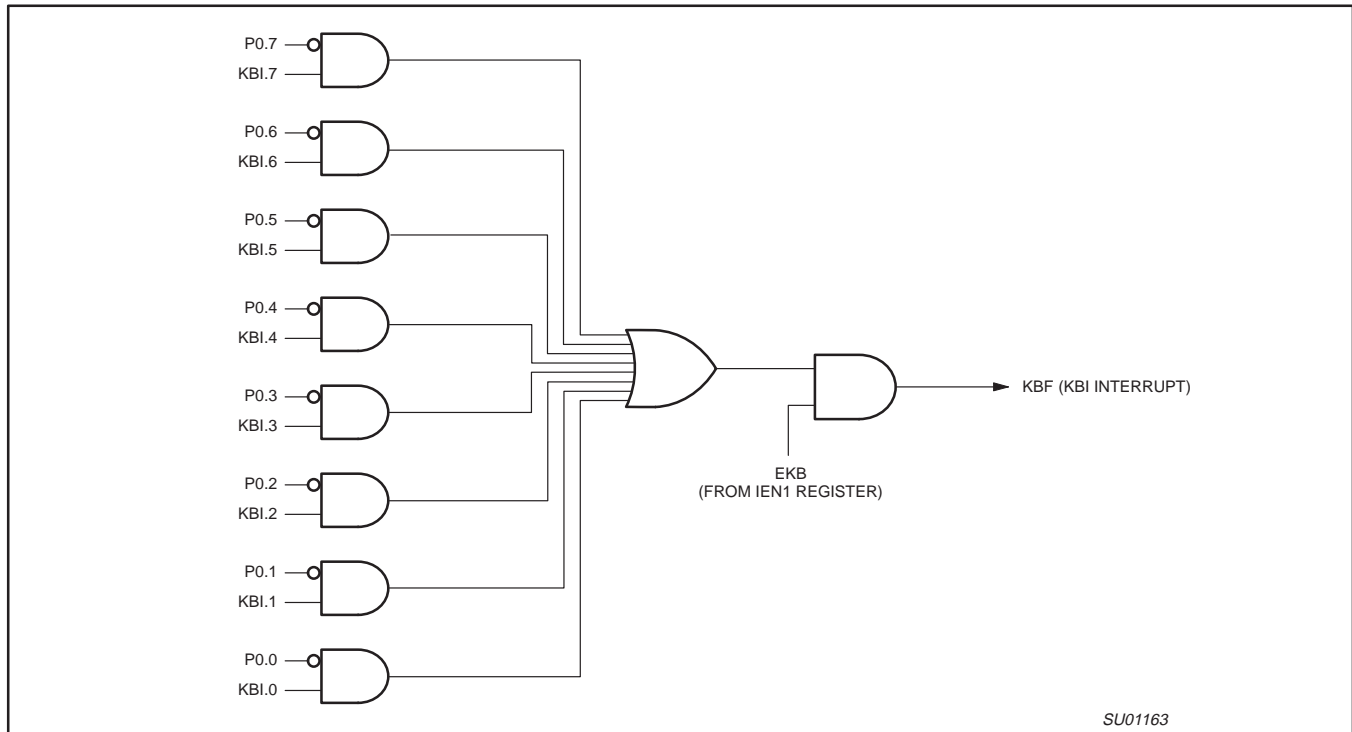 P0.7
KBI.7
P0.6
KBI.6
P0.5
KBI.5
P0.4
KBI.4
P0.3
KBI.3
P0.2
KBI.2
P0.1
KBI.1
P0.0
KBI.0
EKB
(FROM IEN1 REGISTER)
KBF (KBI INTERRUPT)
SU01163